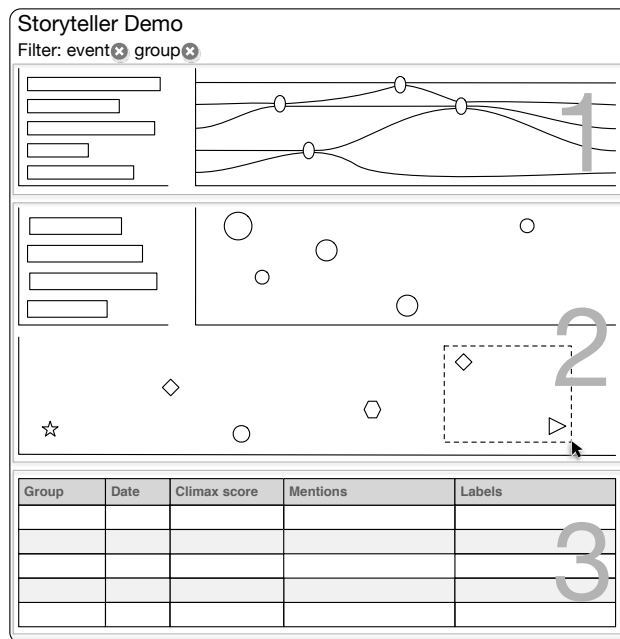 Storyteller Demo
Filter: event group
1
2
Group Date Climax score Mentions Labels
3